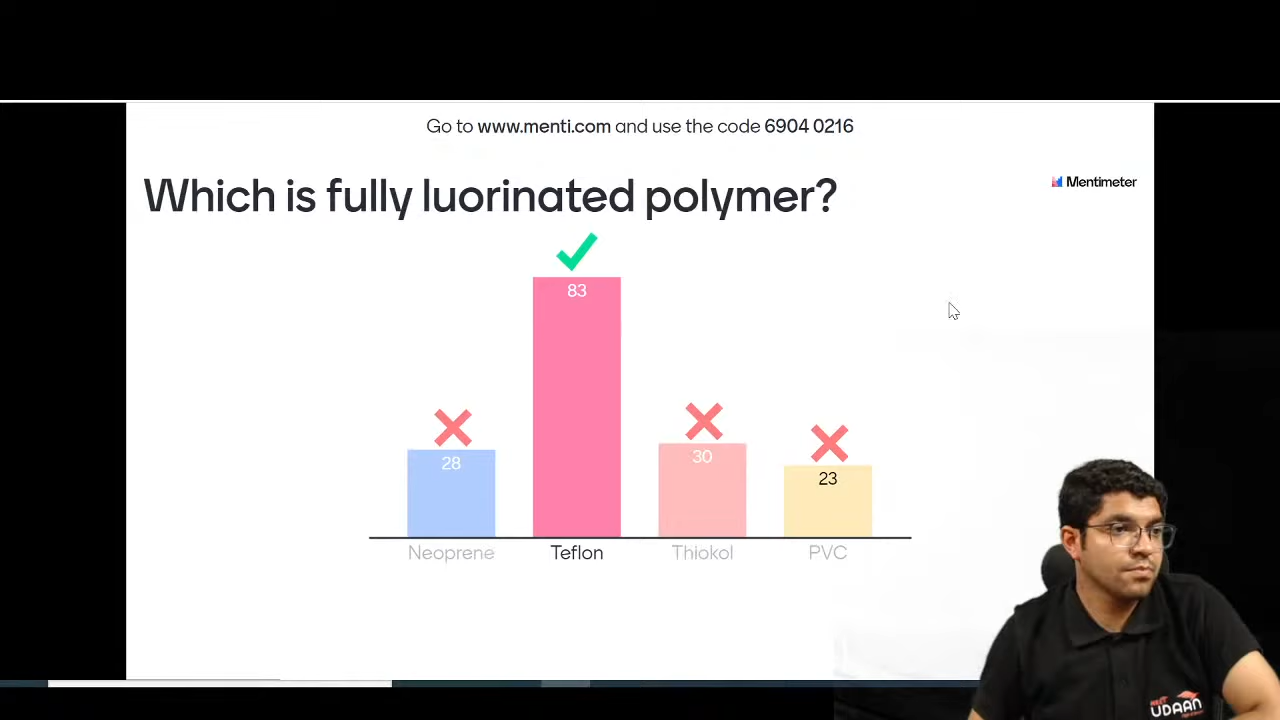 Go to www.menti.com and use the code 6904 0216
Which is fully luorinated polymer?
Mentimeter
83
28
30
23
Neoprene
Teflon
Thiokol
PVC
UDAAN